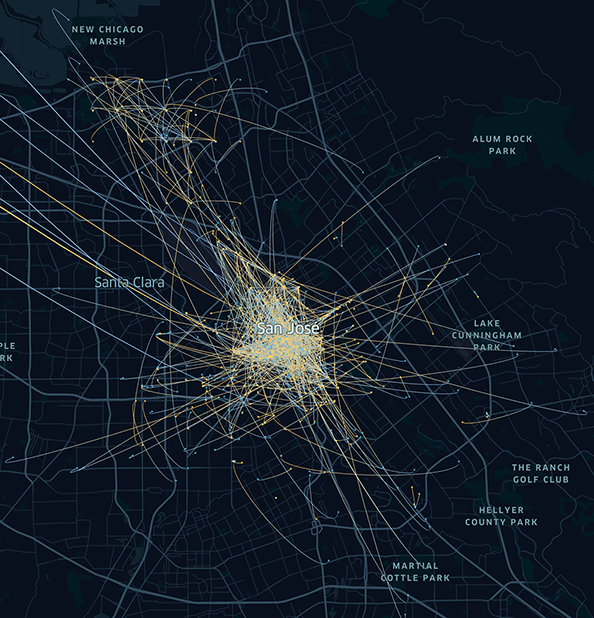 NEW CHICAGO
MARSH
ALUM ROCK
PARK
Santa Clara
San José
LAKE
CUNNINGHAM
PARK
PLE
RK
THE RANCH
GOLF CLUB
HELLYER
COUNTY PARK
MARTIAL
COTTLE PARK